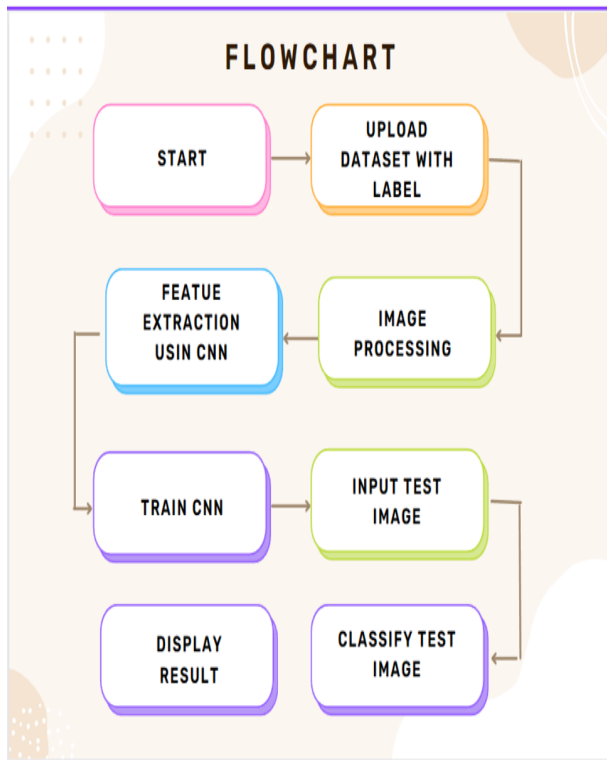 FLOWCHART
START
UPLOAD
DATASET WITH
LABEL
FEATUE
EXTRACTION
USIN CNN
IMAGE
PROCESSING
TRAIN CNN
INPUT TEST
IMAGE
DISPLAY
RESULT
CLASSIFY TEST
IMAGE